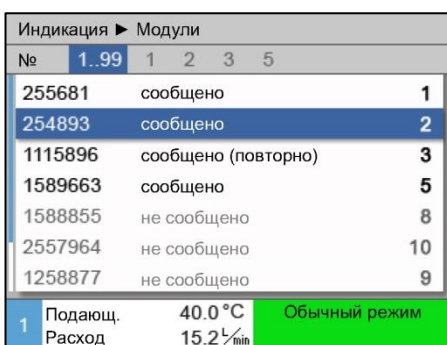 Индикация ► Модули
№ 1..99 1 2 3 5
255681 сообщено 1
254893 сообщено 2
1115896 сообщено (повторно) 3
1589663 сообщено 5
1588855 не сообщено 8
2557964 не сообщено 10
1258877 не сообщено 9
1 Подающ. 40.0 °C Обычный режим
Расход 15.2 L/min